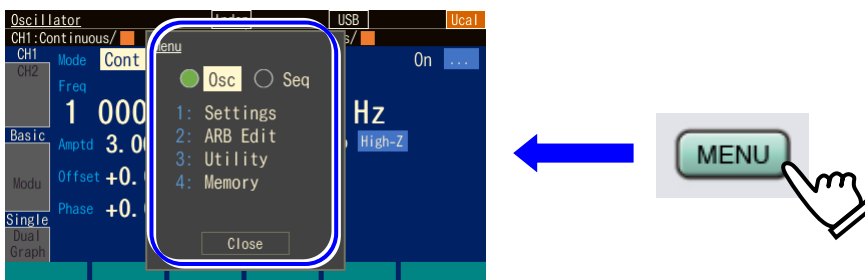 Oscillator USB Ucal
CH1:Continuous/ s/
CH1 Mode Cont On ...
CH2
Menu
Osc Seq
Freq
1 000 Hz
1: Settings
Basic Amptd 3.00 High-Z
2: ARB Edit
3: Utility
Modu Offset +0.
4: Memory
Phase +0.
Single
Dual
Graph
Close
MENU